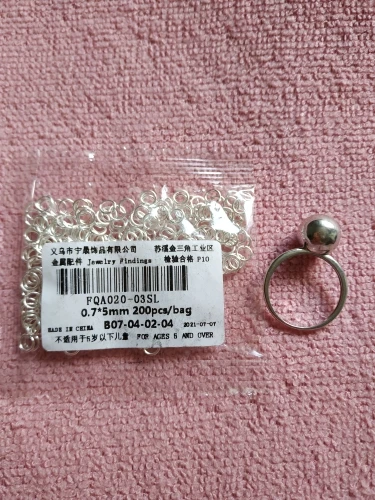 义乌市宁晟饰品有限公司 苏溪金三角工业区
金属配件 Jewelry Findings 检验合格 P10
FQA020-03SL
0.7*5mm 200pcs/bag
MADE IN CHINA B07-04-02-04 2021-07-07
不适用于5岁以下儿童 FOR AGES 5 AND OVER